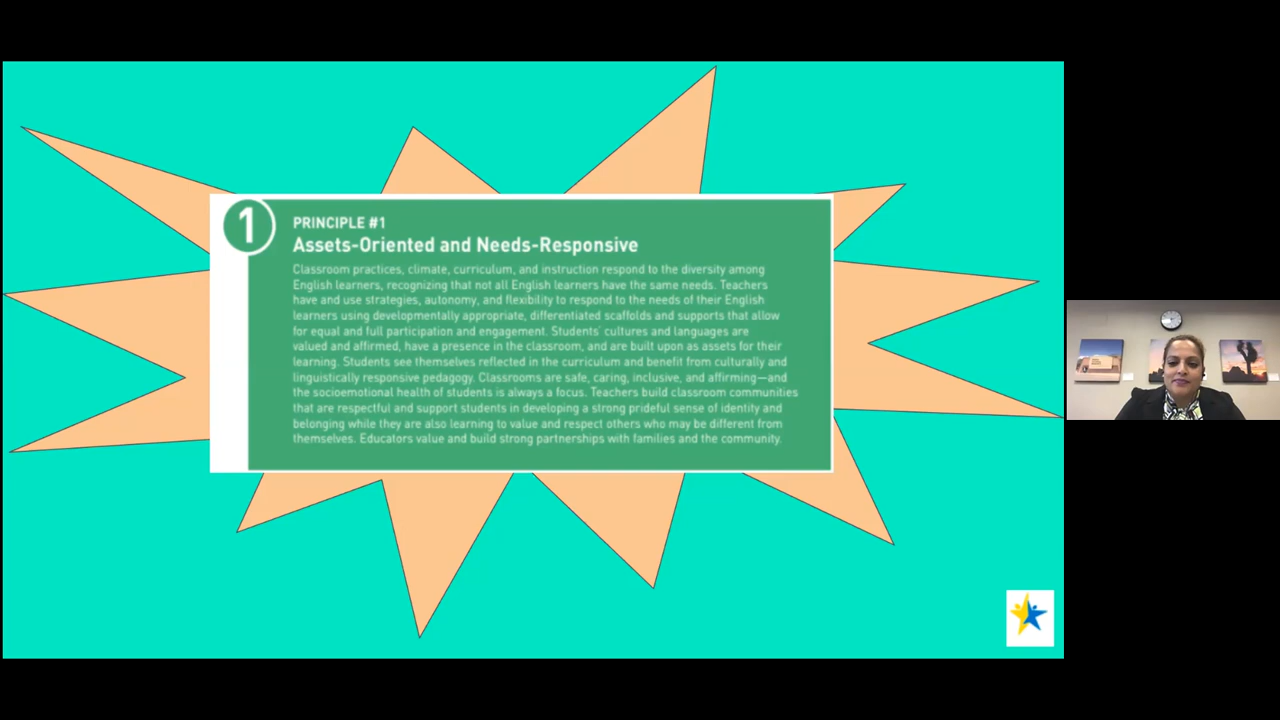 1
PRINCIPLE #1
Assets-Oriented and Needs-Responsive
Classroom practices, climate, curriculum, and instruction respond to the diversity among
English learners, recognizing that not all English learners have the same needs. Teachers
have and use strategies, autonomy, and flexibility to respond to the needs of their English
learners using developmentally appropriate, differentiated scaffolds and supports that allow
for equal and full participation and engagement. Students' cultures and languages are
valued and affirmed, have a presence in the classroom, and are built upon as assets for their
learning. Students see themselves reflected in the curriculum and benefit from culturally and
linguistically responsive pedagogy. Classrooms are safe, caring, inclusive, and affirming—and
the socioemotional health of students is always a focus. Teachers build classroom communities
that are respectful and support students in developing a strong prideful sense of identity and
belonging while they are also learning to value and respect others who may be different from
themselves. Educators value and build strong partnerships with families and the community.